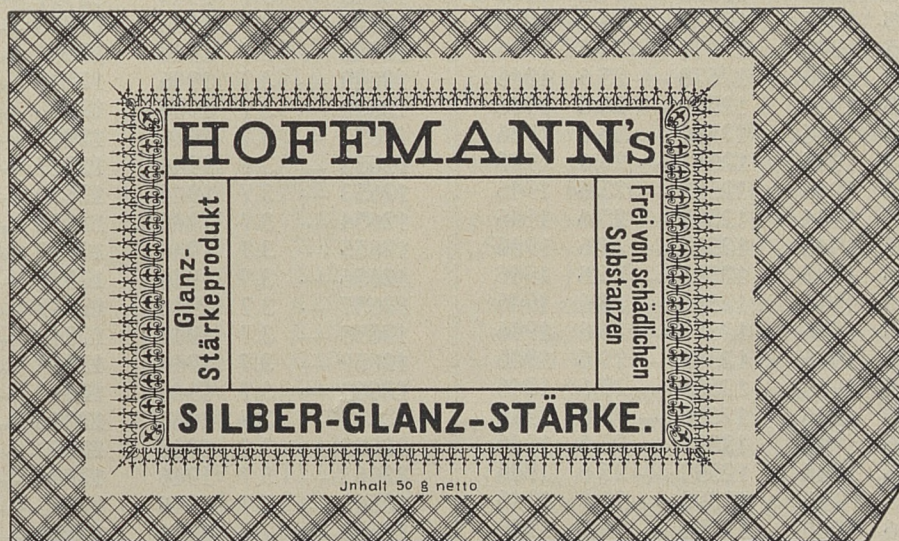 HOFFMANN's
Glanz-
Stärkeprodukt
Frei von schädlichen
Substanzen
SILBER-GLANZ-STÄRKE.
Jnhalt 50 g netto